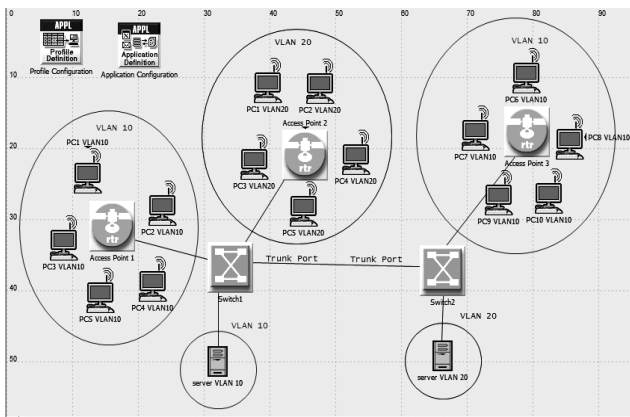 0 10 20 30 40 50 60 70 80 90
APPL
Profile
Definition
Profile Configuration
APPL
Application
Definition
Application Configuration
VLAN 20
PC1 VLAN20
PC2 VLAN20
Access Point 2
rtr
PC3 VLAN20
PC4 VLAN20
PC5 VLAN20
VLAN 10
PC6 VLAN10
PC7 VLAN10
PC8 VLAN10
rtr
Access Point 3
PC9 VLAN10
PC10 VLAN10
10
20
30
40
50
VLAN 10
PC1 VLAN10
PC2 VLAN10
rtr
Access Point 1
PC3 VLAN10
PC4 VLAN10
PC5 VLAN10
Trunk Port
Trunk Port
Switch1
Switch2
VLAN 10
server VLAN 10
VLAN 20
server VLAN 20